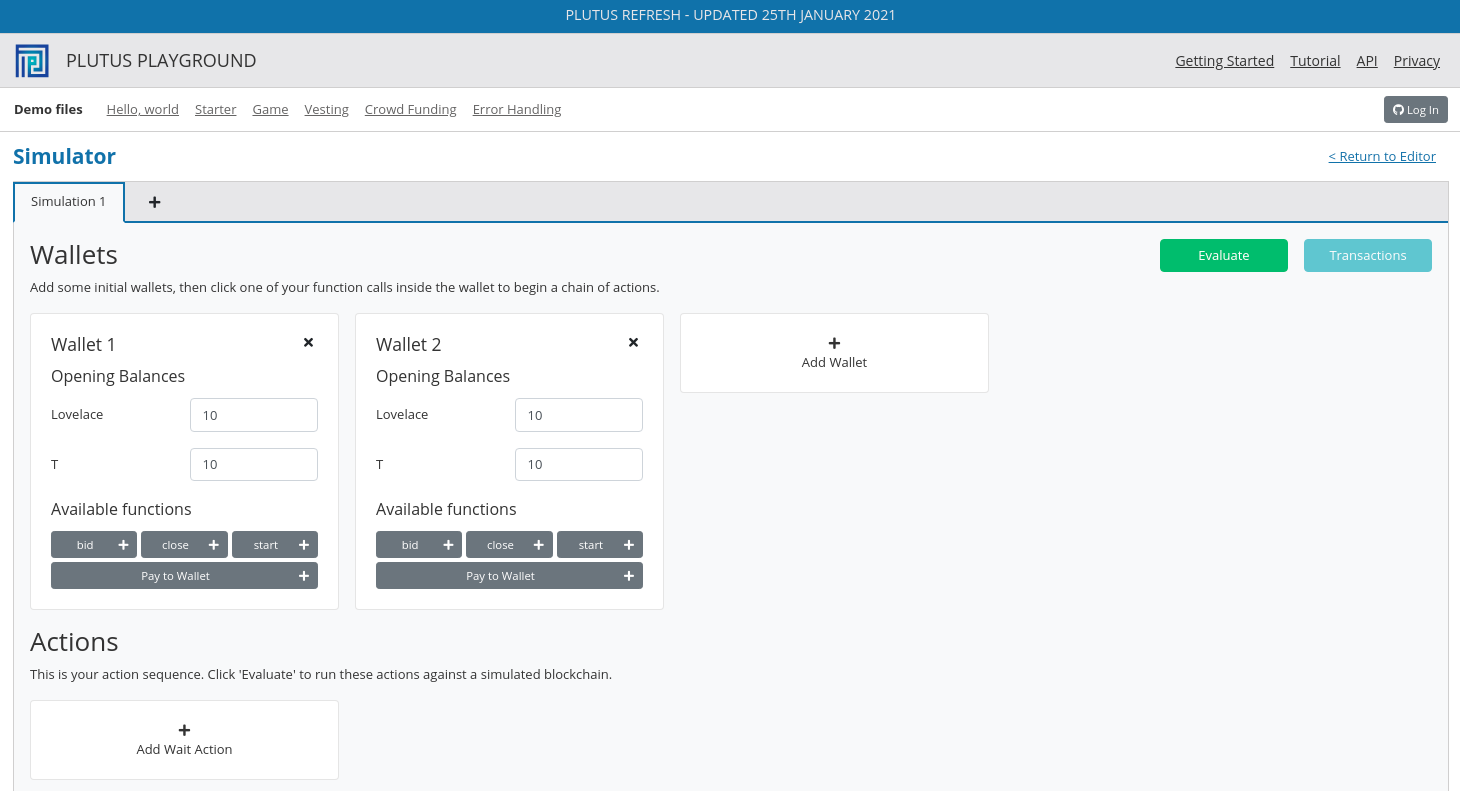 PLUTUS REFRESH - UPDATED 25TH JANUARY 2021
PLUTUS PLAYGROUND
Getting Started Tutorial API Privacy
Demo files Hello, world Starter Game Vesting Crowd Funding Error Handling
Log In
Simulator
< Return to Editor
Simulation 1 +
Wallets
Evaluate Transactions
Add some initial wallets, then click one of your function calls inside the wallet to begin a chain of actions.
Wallet 1
Opening Balances
Lovelace 10
T 10
Available functions
bid + close + start +
Pay to Wallet +
Wallet 2
Opening Balances
Lovelace 10
T 10
Available functions
bid + close + start +
Pay to Wallet +
+
Add Wallet
Actions
This is your action sequence. Click 'Evaluate' to run these actions against a simulated blockchain.
+
Add Wait Action